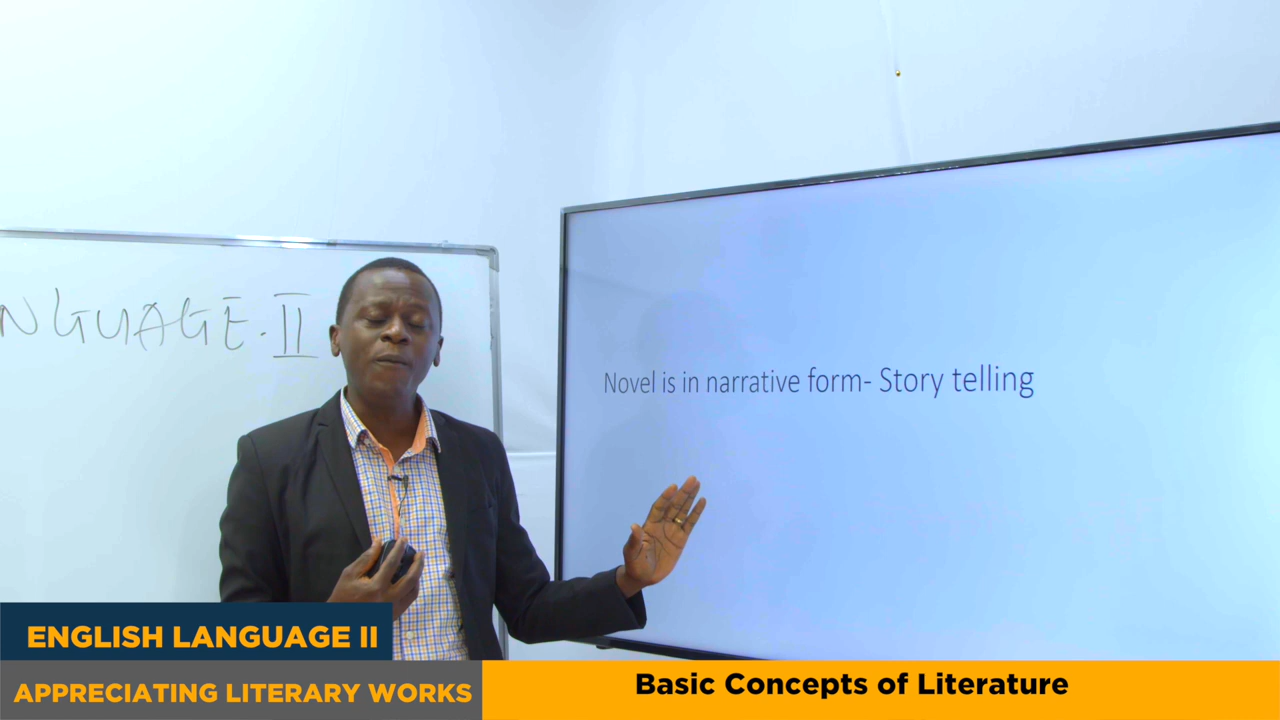 NGUAGE. II
Novel is in narrative form- Story telling
ENGLISH LANGUAGE II
APPRECIATING LITERARY WORKS
Basic Concepts of Literature